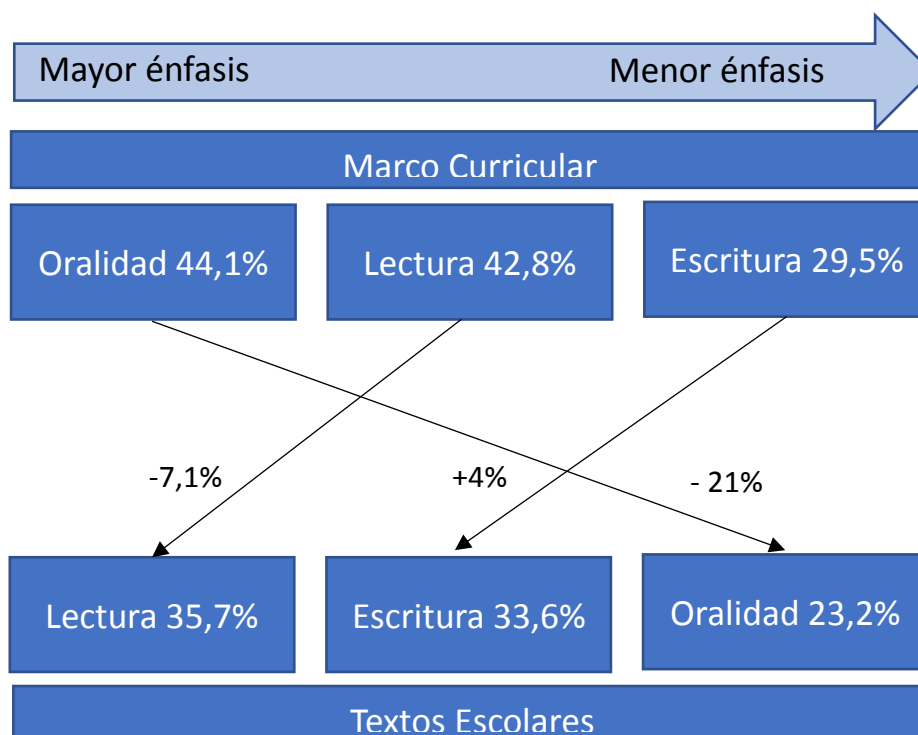 Mayor énfasis Menor énfasis
Marco Curricular
Oralidad 44,1% Lectura 42,8% Escritura 29,5%
-7,1% +4% - 21%
Lectura 35,7% Escritura 33,6% Oralidad 23,2%
Textos Escolares